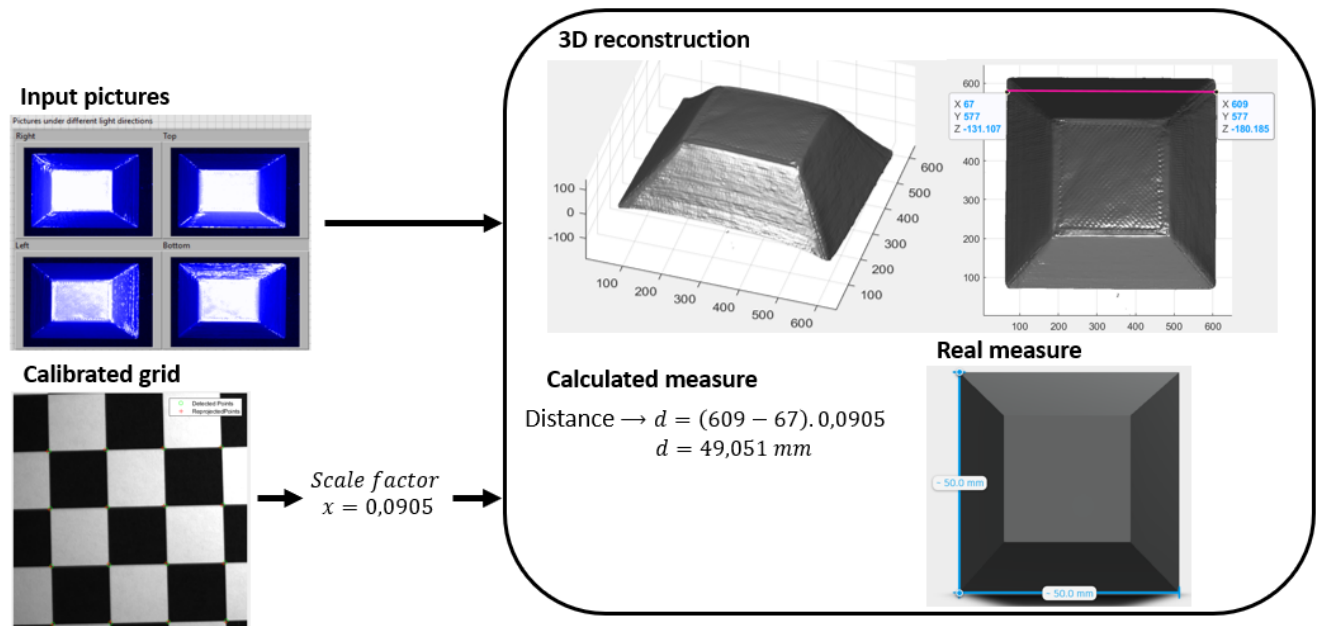 Input pictures
Pictures under different light directions
Right
Top
Left
Bottom
Calibrated grid
Detected Points
ReprojectedPoints
Scale factor
x = 0,0905
3D reconstruction
100
0
-100
100
200
300
400
500
600
100
200
300
400
500
600
600
400
300
200
100
100
200
300
400
500
600
X 67
Y 577
Z -131.107
X 609
Y 577
Z -180.185
Calculated measure
Distance → d = (609 − 67). 0,0905
d = 49,051 mm
Real measure
~ 50.0 mm
~ 50.0 mm